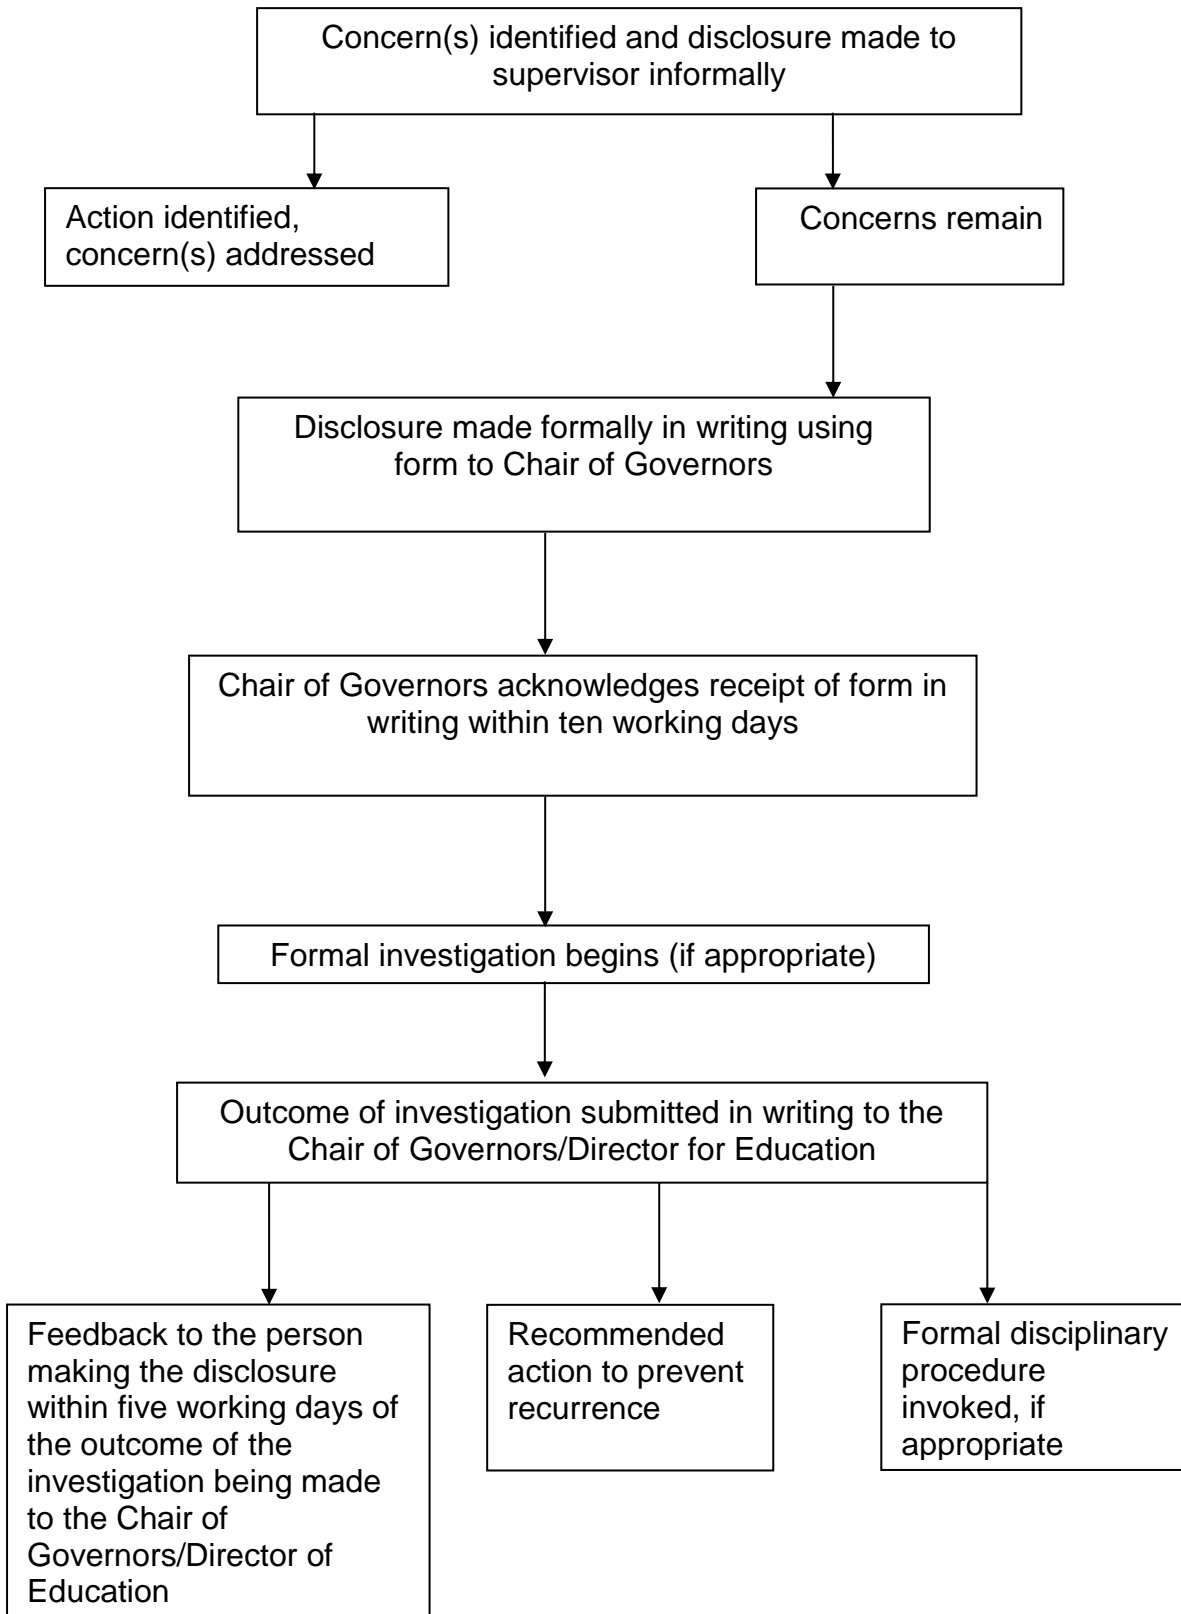 Concern(s) identified and disclosure made to
supervisor informally
Action identified,
concern(s) addressed
Concerns remain
Disclosure made formally in writing using
form to Chair of Governors
Chair of Governors acknowledges receipt of form in
writing within ten working days
Formal investigation begins (if appropriate)
Outcome of investigation submitted in writing to the
Chair of Governors/Director for Education
Feedback to the person
making the disclosure
within five working days of
the outcome of the
investigation being made
to the Chair of
Governors/Director of
Education
Recommended
action to prevent
recurrence
Formal disciplinary
procedure
invoked, if
appropriate